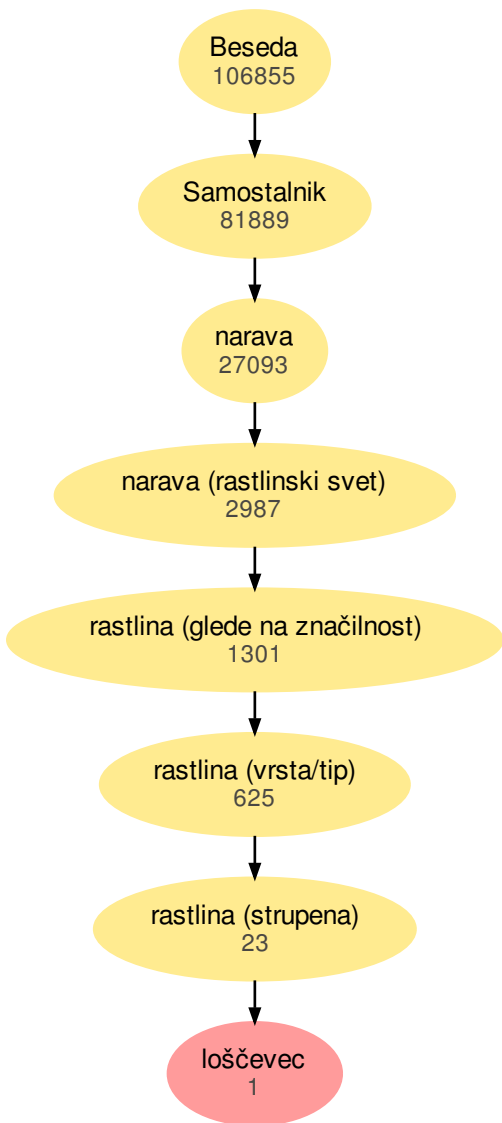 Beseda
106855
Samostalnik
81889
narava
27093
narava (rastlinski svet)
2987
rastlina (glede na značilnost)
1301
rastlina (vrsta/tip)
625
rastlina (strupena)
23
loščevec
1